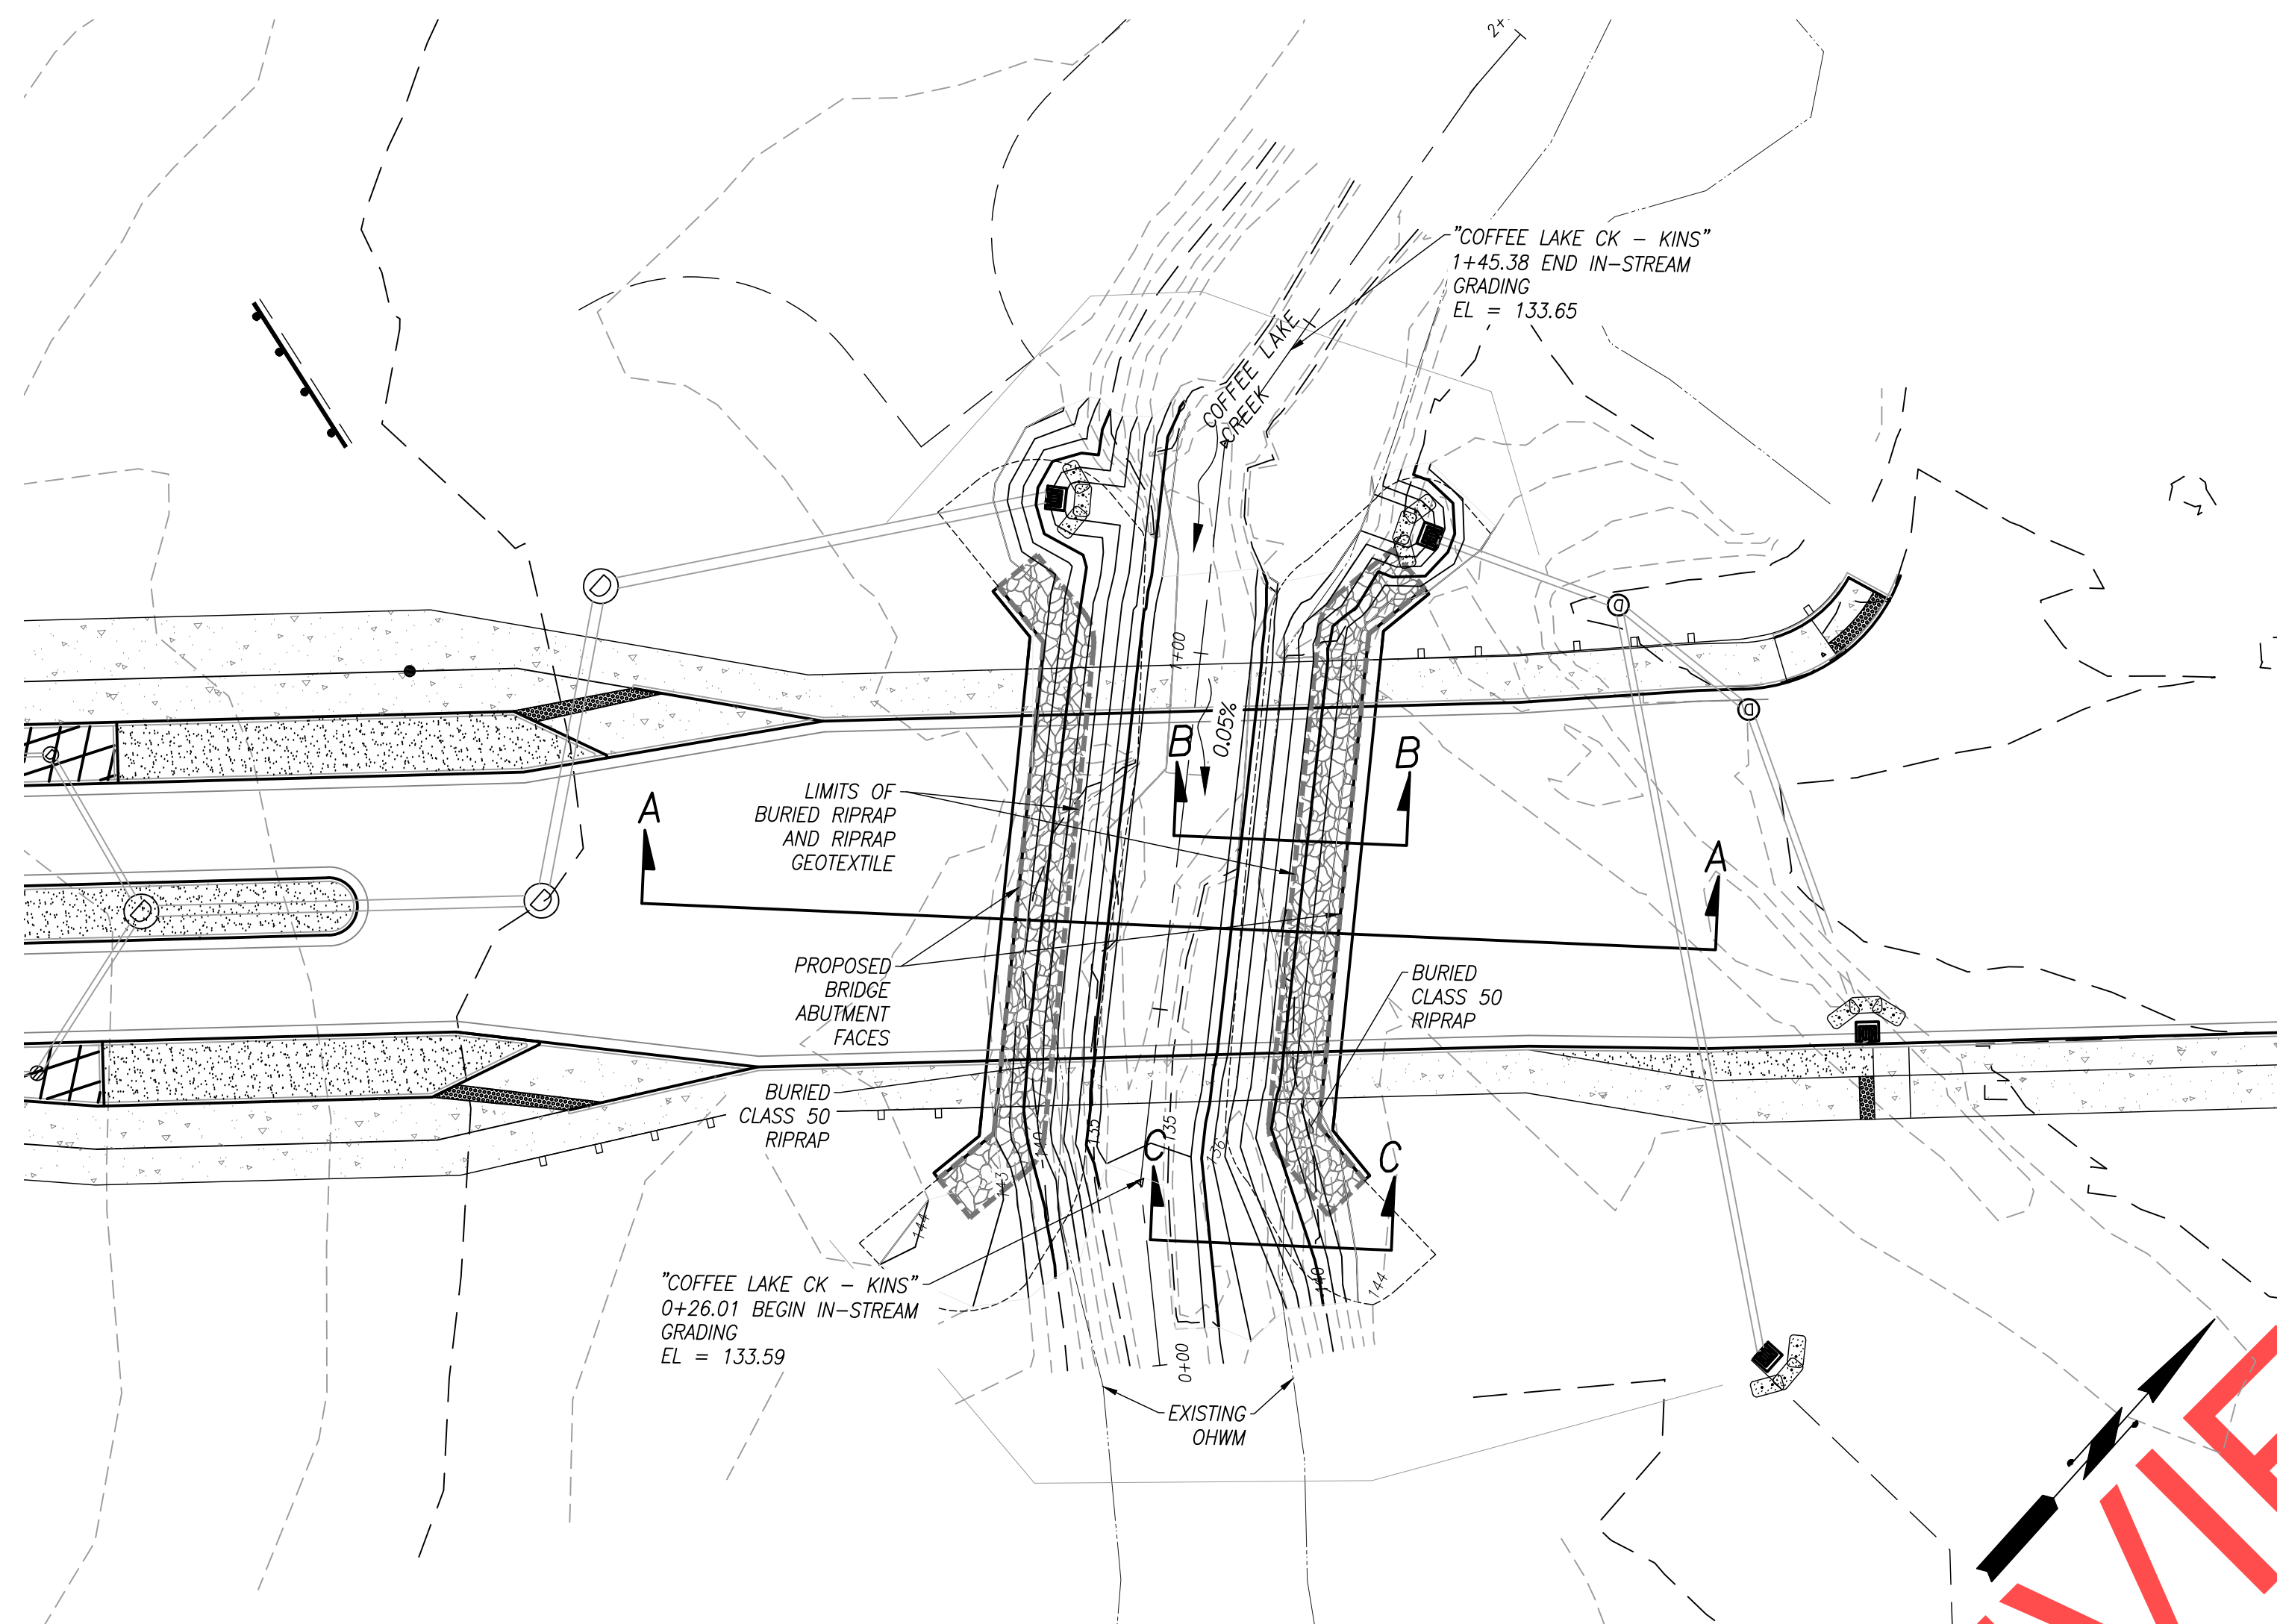 2x
"COFFEE LAKE CK – KINS"
1+45.38 END IN-STREAM
GRADING
EL = 133.65
COFFEE LAKE
CREEK
1+00
0.05%
B
B
LIMITS OF
BURIED RIPRAP
AND RIPRAP
GEOTEXTILE
A
A
PROPOSED
BRIDGE
ABUTMENT
FACES
BURIED
CLASS 50
RIPRAP
BURIED
CLASS 50
RIPRAP
140
135
135
136
C
C
143
144
"COFFEE LAKE CK – KINS"
0+26.01 BEGIN IN-STREAM
GRADING
EL = 133.59
140
144
0+00
EXISTING
OHWM
VIE